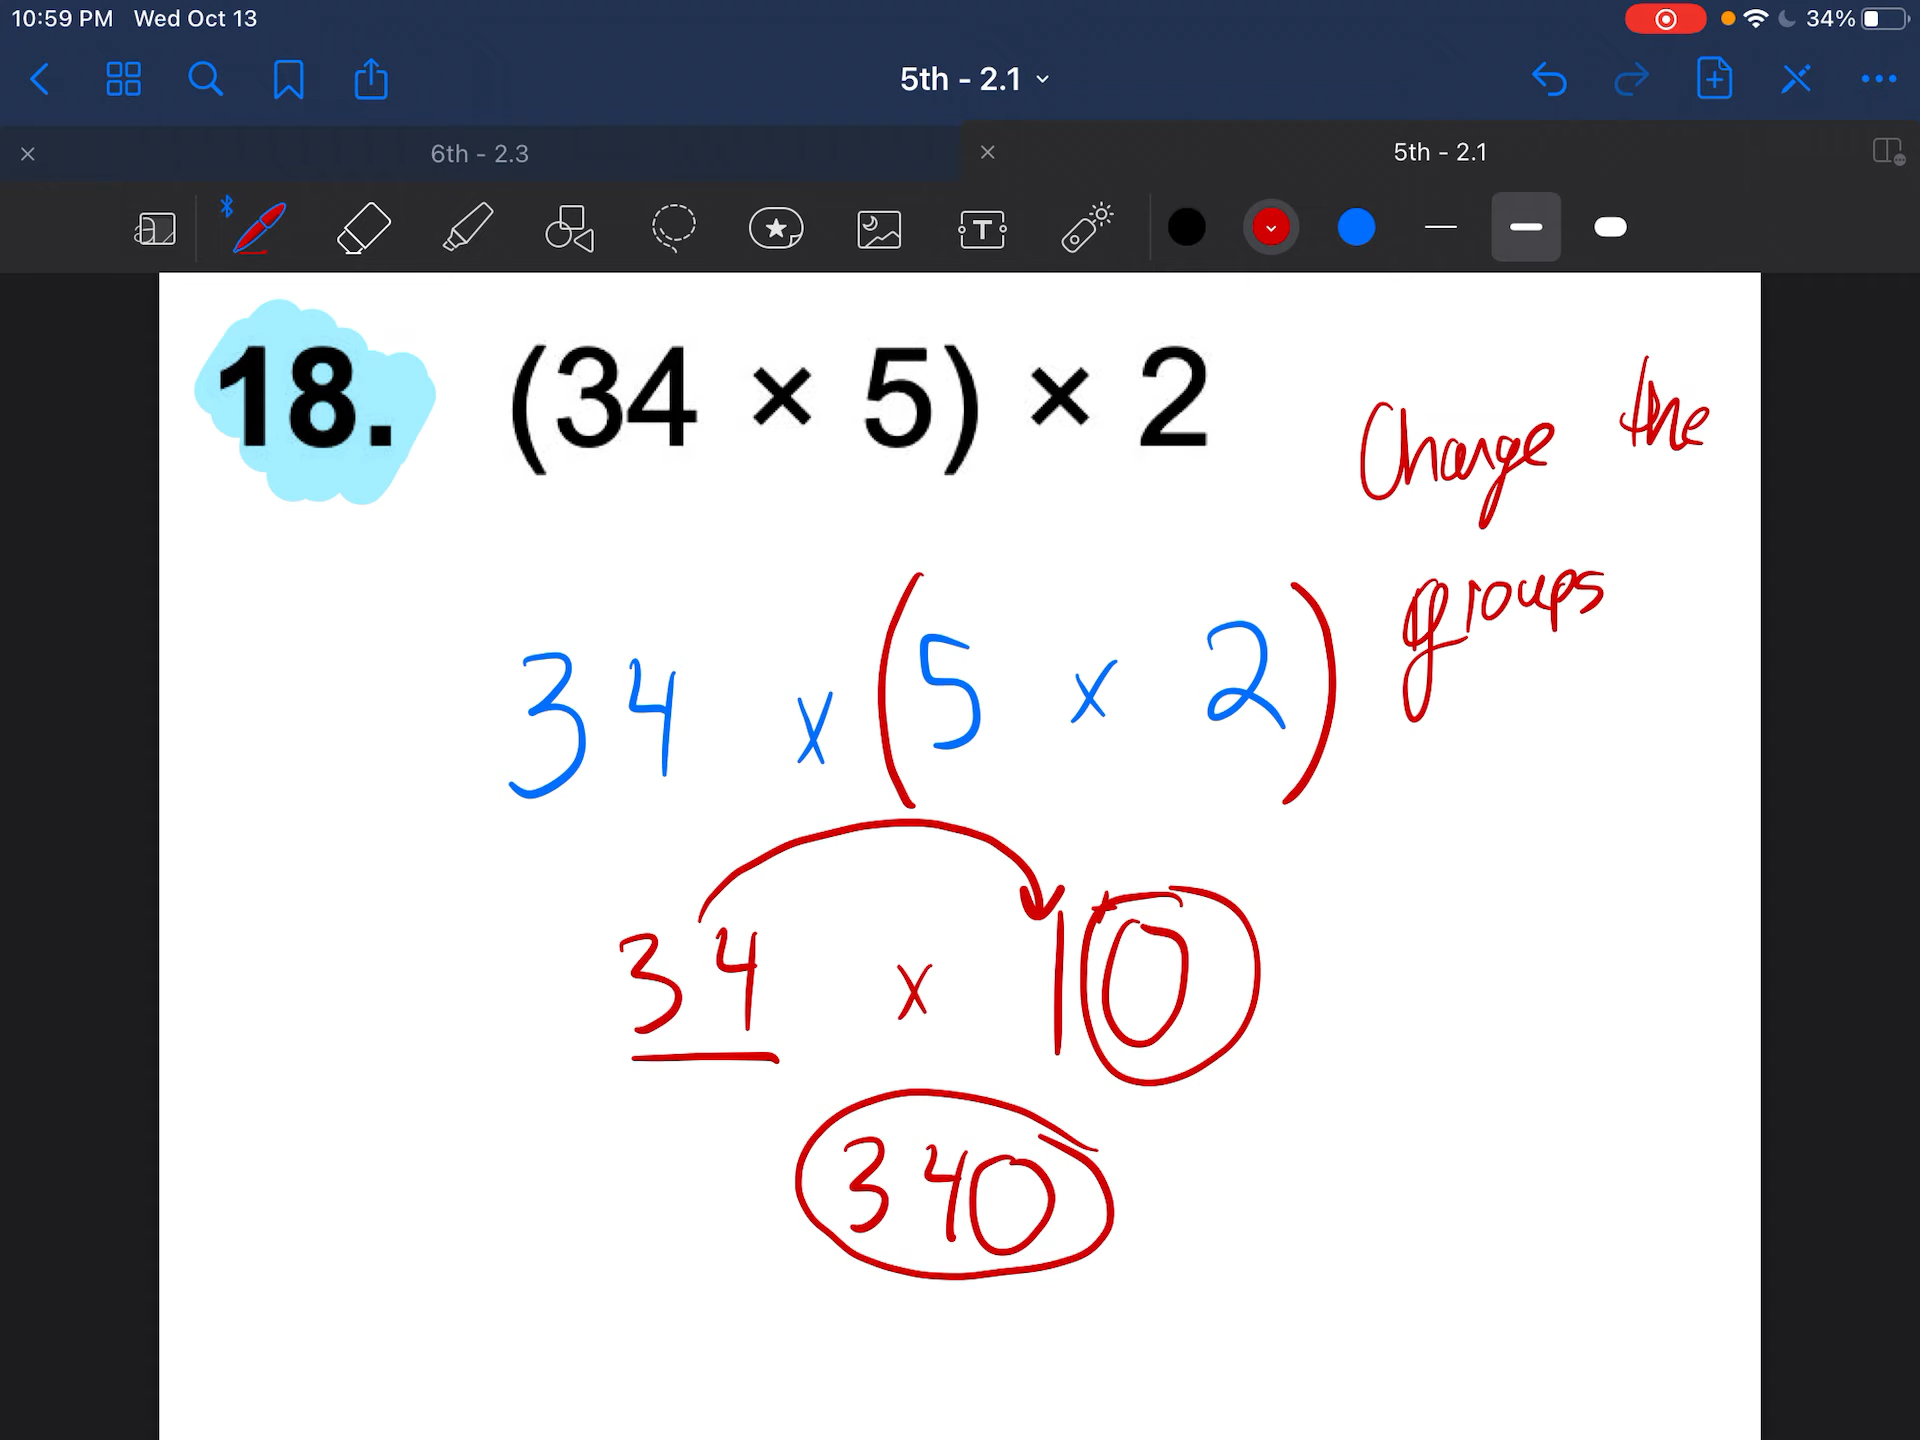 10:59 PM Wed Oct 13 34%
5th - 2.1
6th - 2.3 5th - 2.1
18. (34 × 5) × 2
Change the
groups
34 x (5 x 2)
34 x 10
340